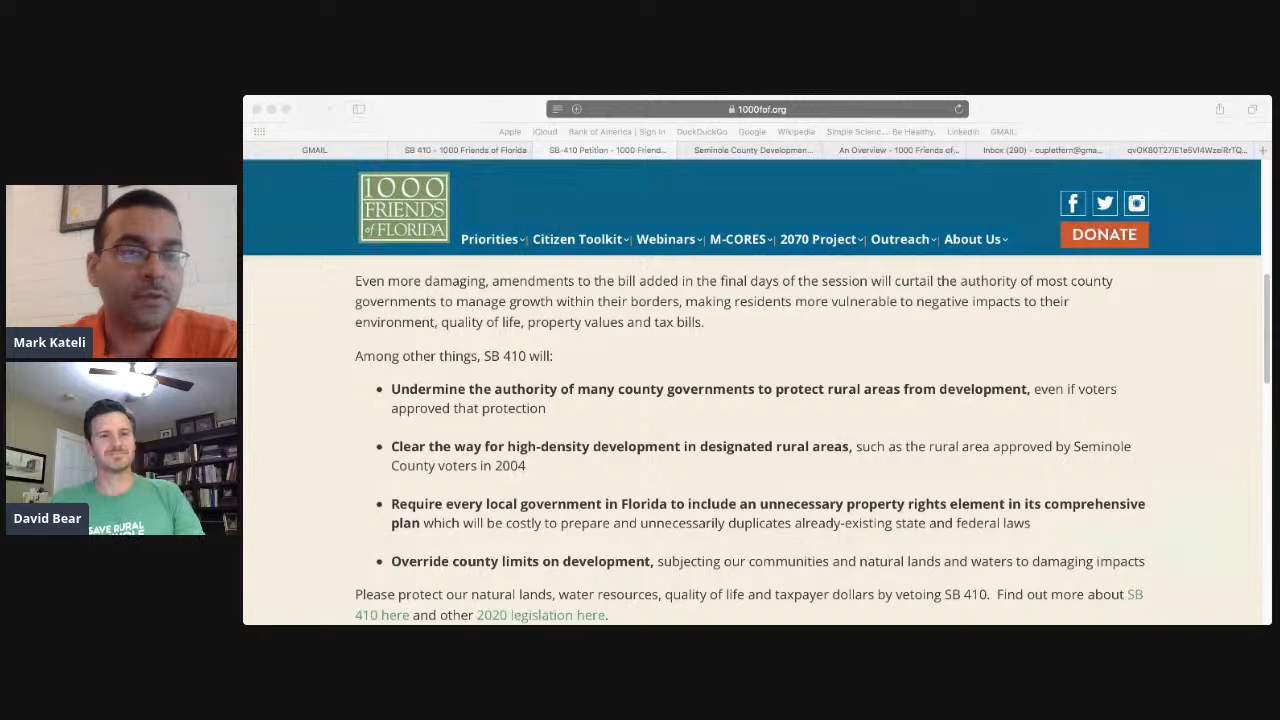 1000fof.org
Apple iCloud Bank of America | Sign In DuckDuckGo Google Wikipedia Simple Scienc.... Be Healthy. LinkedIn GMAIL
GMAIL SB 410 - 1000 Friends of Florida SB-410 Petition - 1000 Friend... Seminole County Developmen... An Overview - 1000 Friends of...
1000
FRIENDS
of FLORIDA
Priorities Citizen Toolkit Webinars M-CORES 2070 Project Outreach About Us
DONATE
Even more damaging, amendments to the bill added in the final days of the session will curtail the authority of most county
governments to manage growth within their borders, making residents more vulnerable to negative impacts to their
environment, quality of life, property values and tax bills.
Among other things, SB 410 will:
• Undermine the authority of many county governments to protect rural areas from development, even if voters
approved that protection
• Clear the way for high-density development in designated rural areas, such as the rural area approved by Seminole
County voters in 2004
• Require every local government in Florida to include an unnecessary property rights element in its comprehensive
plan which will be costly to prepare and unnecessarily duplicates already-existing state and federal laws
• Override county limits on development, subjecting our communities and natural lands and waters to damaging impacts
Please protect our natural lands, water resources, quality of life and taxpayer dollars by vetoing SB 410. Find out more about SB
410 here and other 2020 legislation here.
Mark Kateli
SAVE RURAL
David Bear